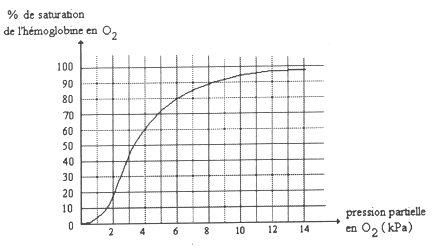 % de saturation
de l'hémoglobine en O₂
100
90
80
70
60
50
40
30
20
10
0
2 4 6 8 10 12 14
pression partielle
en O₂ (kPa)